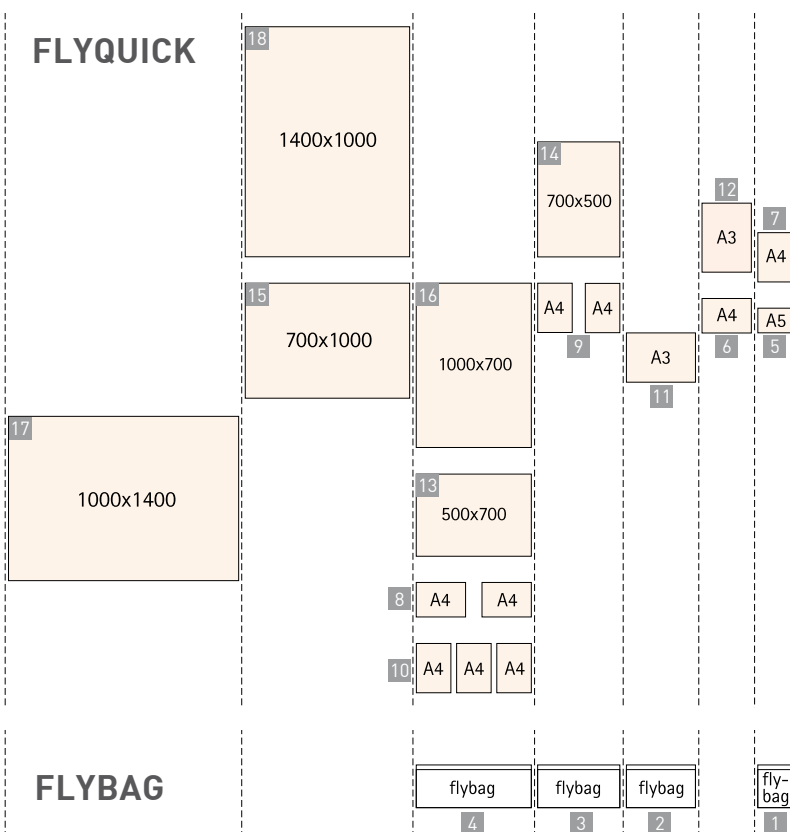 FLYQUICK
18
1400x1000
14
700x500
12
A3
7
A4
15
700x1000
16
1000x700
A4
A4
9
A4
6
A5
5
A3
11
17
1000x1400
13
500x700
8
A4
A4
10
A4
A4
A4
FLYBAG
flybag
4
flybag
3
flybag
2
fly-
bag
1